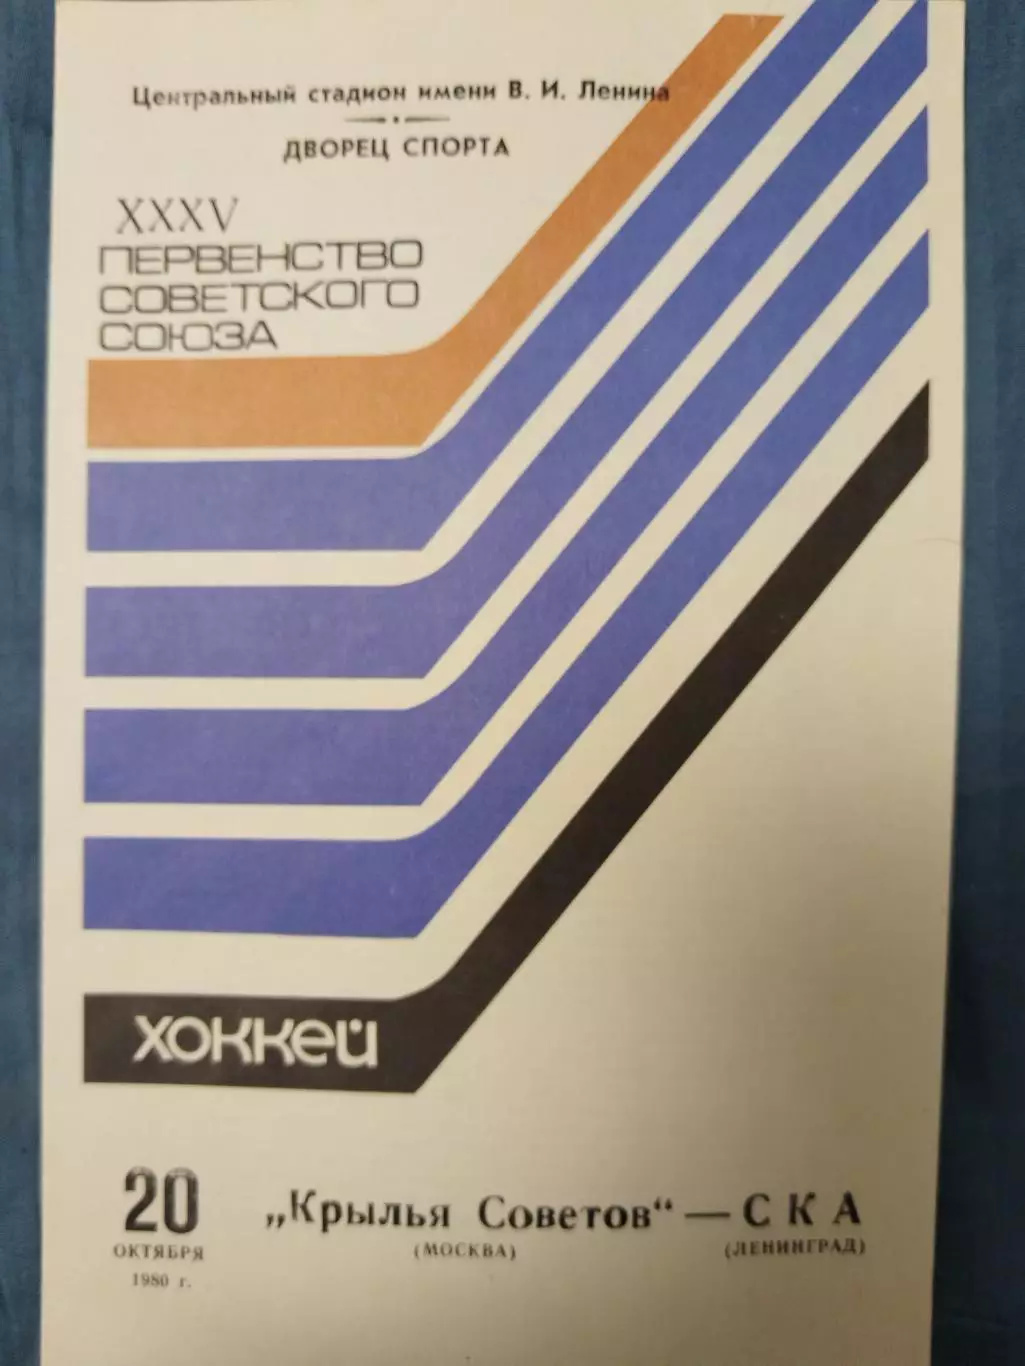 Центральный стадион имени В. И. Ленина
ДВОРЕЦ СПОРТА
XXXV
ПЕРВЕНСТВО
СОВЕТСКОГО
СОЮЗА
ХОККЕЙ
20 „Крылья Советов“ — СКА
ОКТЯБРЯ (МОСКВА) (ЛЕНИНГРАД)
1980 г.